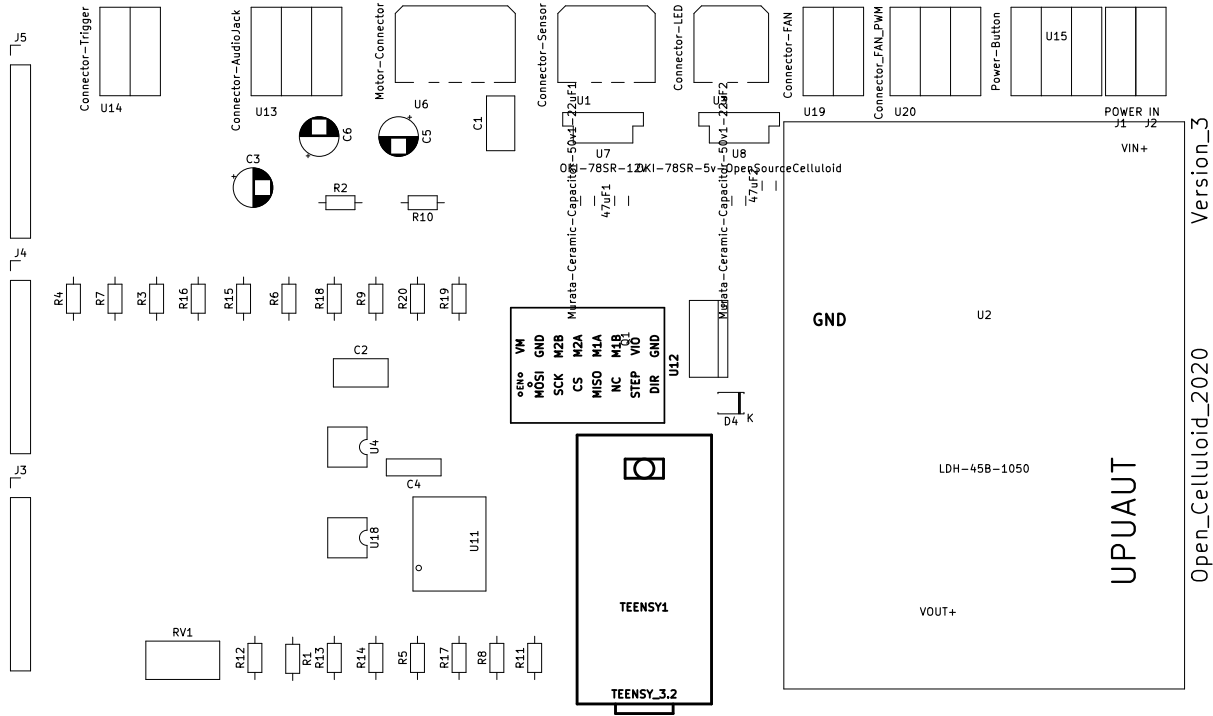 J5
Connector-Trigger
U14
Connector-AudioJack
U13
Motor-Connector
U6
Connector-Sensor
U1
Connector-LED
Connector-FAN
U19
Connector_FAN_PWM
U20
Power-Button
U15
POWER IN
J1
J2
VIN+
Version_3
C6
C5
C1
C3
R2
R10
U7
U8
OKI-78SR-5v-OpenSourceCelluloid
Murata-Ceramic-Capacitor-50v1-22uF1
Murata-Ceramic-Capacitor-50v1-22uF2
47uF1
47uF2
J4
R4
R7
R3
R16
R15
R6
R18
R9
R20
R19
VM
GND
M2B
M2A
M1A
M1B
VIO
GND
Q1
EN
MOSI
SCK
CS
MISO
NC
STEP
DIR
GND
U12
GND
U2
C2
D4
K
J3
U4
C4
U18
U11
LDH-45B-1050
UPUAUT
Open_Celluloid_2020
TEENSY1
VOUT+
RV1
R12
R1
R13
R14
R5
R17
R8
R11
TEENSY_3.2